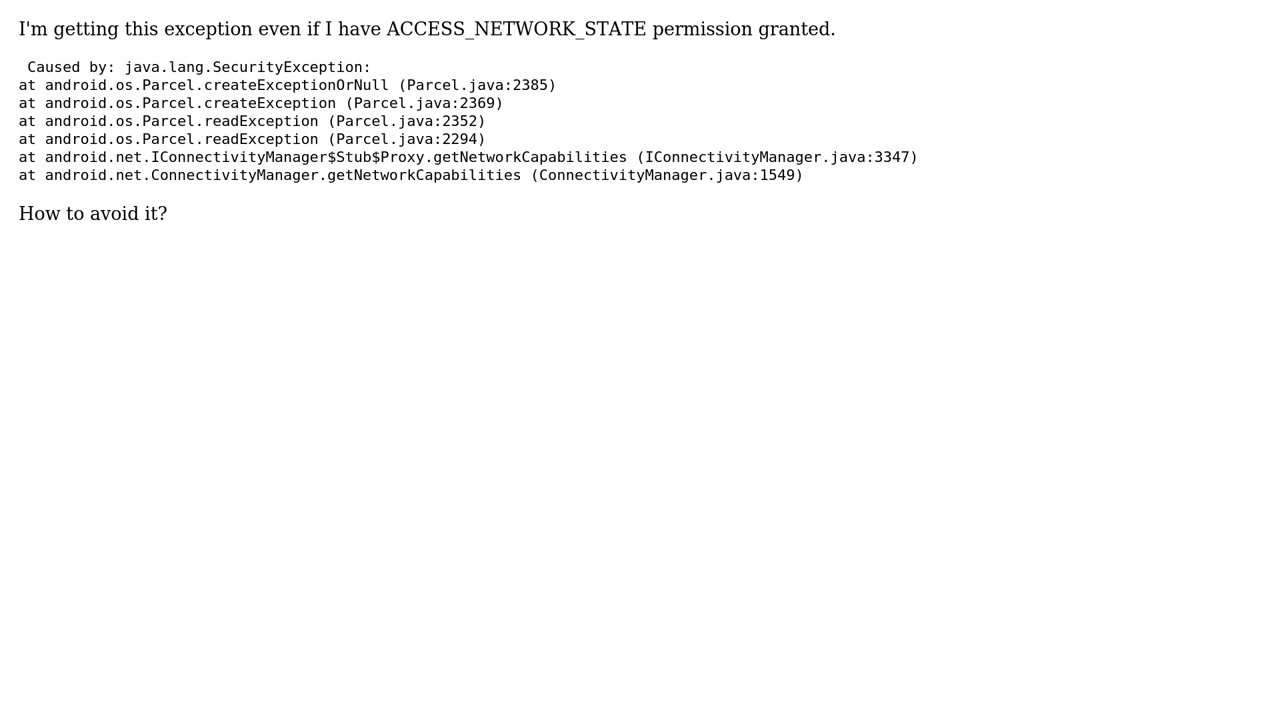 I'm getting this exception even if I have ACCESS_NETWORK_STATE permission granted.
Caused by: java.lang.SecurityException:
at android.os.Parcel.createExceptionOrNull (Parcel.java:2385)
at android.os.Parcel.createException (Parcel.java:2369)
at android.os.Parcel.readException (Parcel.java:2352)
at android.os.Parcel.readException (Parcel.java:2294)
at android.net.IConnectivityManager$Stub$Proxy.getNetworkCapabilities (IConnectivityManager.java:3347)
at android.net.ConnectivityManager.getNetworkCapabilities (ConnectivityManager.java:1549)
How to avoid it?